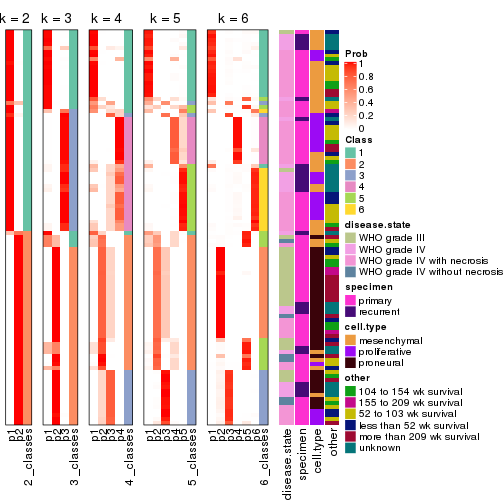 k = 2
k = 3
k = 4
k = 5
k = 6
p1
p2
2_classes
p1
p2
p3
3_classes
p1
p2
p3
p4
4_classes
p1
p2
p3
p4
p5
5_classes
p1
p2
p3
p4
p5
p6
6_classes
disease.state
specimen
cell.type
other
Prob
1
0.8
0.6
0.4
0.2
0
Class
1
2
3
4
5
6
disease.state
WHO grade III
WHO grade IV
WHO grade IV with necrosis
WHO grade IV without necrosis
specimen
primary
recurrent
cell.type
mesenchymal
proliferative
proneural
other
104 to 154 wk survival
155 to 209 wk survival
52 to 103 wk survival
less than 52 wk survival
more than 209 wk survival
unknown